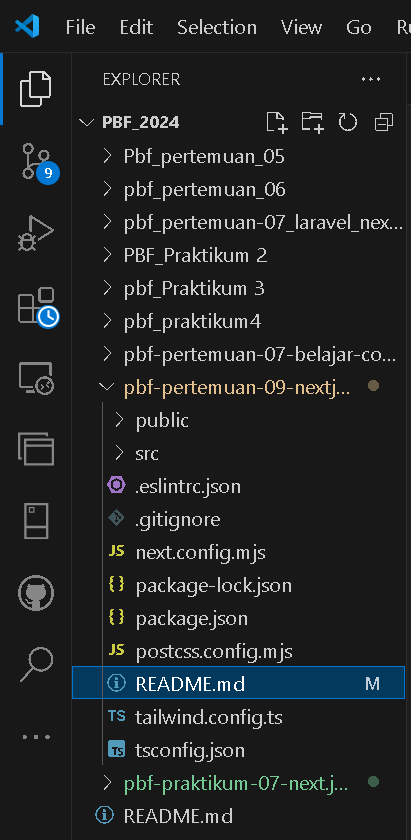 File Edit Selection View Go Ru
EXPLORER
PBF_2024
Pbf_pertemuan_05
pbf_pertemuan_06
pbf_pertemuan-07_laravel_nex...
PBF_Praktikum 2
pbf_Praktikum 3
pbf_praktikum4
pbf-pertemuan-07-belajar-co...
pbf-pertemuan-09-nextj...
public
src
.eslintrc.json
.gitignore
JS next.config.mjs
{} package-lock.json
{} package.json
JS postcss.config.mjs
README.md M
TS tailwind.config.ts
TS tsconfig.json
pbf-praktikum-07-next.j...
README.md
9